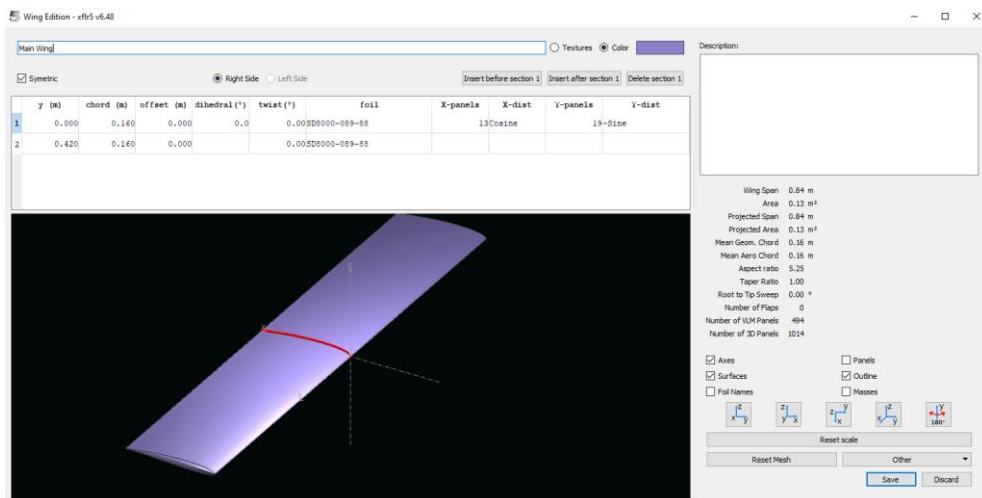 Wing Edition - xflr5 v6.48
Main Wing
Textures Color
Description:
Symetric Right Side Left Side Insert before section 1 Insert after section 1 Delete section 1
y (m) chord (m) offset (m) dihedral(°) twist(°) foil X-panels X-dist Y-panels Y-dist
1 0.000 0.160 0.000 0.0 0.00 SD8000-089-88 13 Cosine 19 -Sine
2 0.420 0.160 0.000 0.00 SD8000-089-88
Wing Span 0.84 m
Area 0.13 m²
Projected Span 0.84 m
Projected Area 0.13 m²
Mean Geom. Chord 0.16 m
Mean Aero Chord 0.16 m
Aspect ratio 5.25
Taper Ratio 1.00
Root to Tip Sweep 0.00 °
Number of Flaps 0
Number of VLM Panels 494
Number of 3D Panels 1014
Axes Panels
Surfaces Outline
Foil Names Masses
z x y
z y x
z y x
z x y
y 180°
Reset scale
Reset Mesh Other
Save Discard